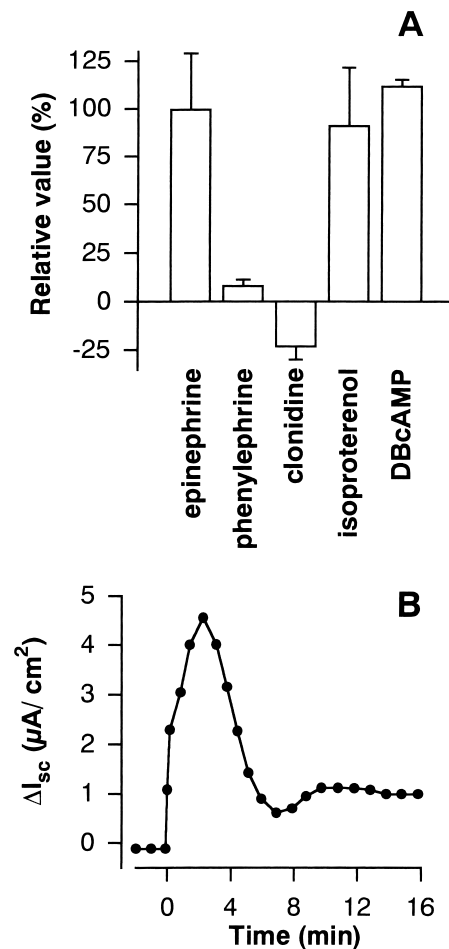 A
Relative value (%)
125
100
75
50
25
0
-25
epinephrine
phenylephrine
clonidine
isoproterenol
DBcAMP
B
ΔIsc (µA/ cm²)
5
4
3
2
1
0
0 4 8 12 16
Time (min)